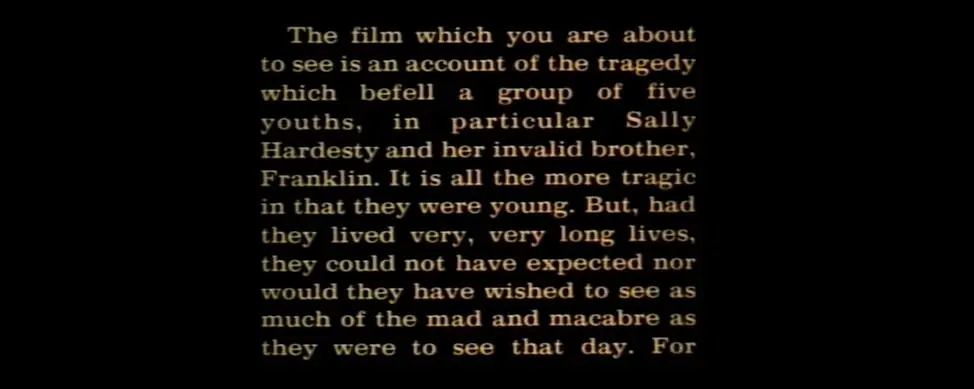 The film which you are about
to see is an account of the tragedy
which befell a group of five
youths, in particular Sally
Hardesty and her invalid brother,
Franklin. It is all the more tragic
in that they were young. But, had
they lived very, very long lives,
they could not have expected nor
would they have wished to see as
much of the mad and macabre as
they were to see that day. For